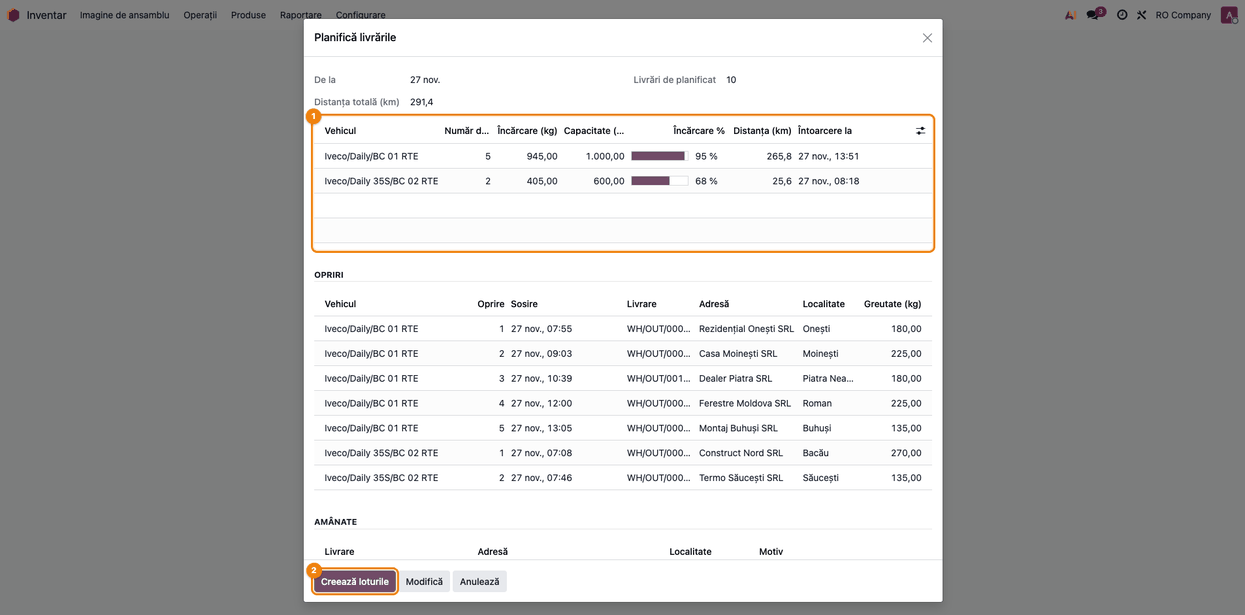 Inventar Imagine de ansamblu Operații Produse Raportare Configurare 3 RO Company A
Planifică livrările
De la 27 nov. Livrări de planificat 10
Distanța totală (km) 291,4
1
Vehicul Număr d... Încărcare (kg) Capacitate (... Încărcare % Distanța (km) Întoarcere la
Iveco/Daily/BC 01 RTE 5 945,00 1.000,00 95 % 265,8 27 nov., 13:51
Iveco/Daily 35S/BC 02 RTE 2 405,00 600,00 68 % 25,6 27 nov., 08:18
OPRIRI
Vehicul Oprire Sosire Livrare Adresă Localitate Greutate (kg)
Iveco/Daily/BC 01 RTE 1 27 nov., 07:55 WH/OUT/000... Rezidențial Onești SRL Onești 180,00
Iveco/Daily/BC 01 RTE 2 27 nov., 09:03 WH/OUT/000... Casa Moinești SRL Moinești 225,00
Iveco/Daily/BC 01 RTE 3 27 nov., 10:39 WH/OUT/001... Dealer Piatra SRL Piatra Nea... 180,00
Iveco/Daily/BC 01 RTE 4 27 nov., 12:00 WH/OUT/000... Ferestre Moldova SRL Roman 225,00
Iveco/Daily/BC 01 RTE 5 27 nov., 13:05 WH/OUT/000... Montaj Buhuși SRL Buhuși 135,00
Iveco/Daily 35S/BC 02 RTE 1 27 nov., 07:08 WH/OUT/000... Construct Nord SRL Bacău 270,00
Iveco/Daily 35S/BC 02 RTE 2 27 nov., 07:46 WH/OUT/000... Termo Săucești SRL Săucești 135,00
AMÂNATE
Livrare Adresă Localitate Motiv
2
Creează loturile Modifică Anulează